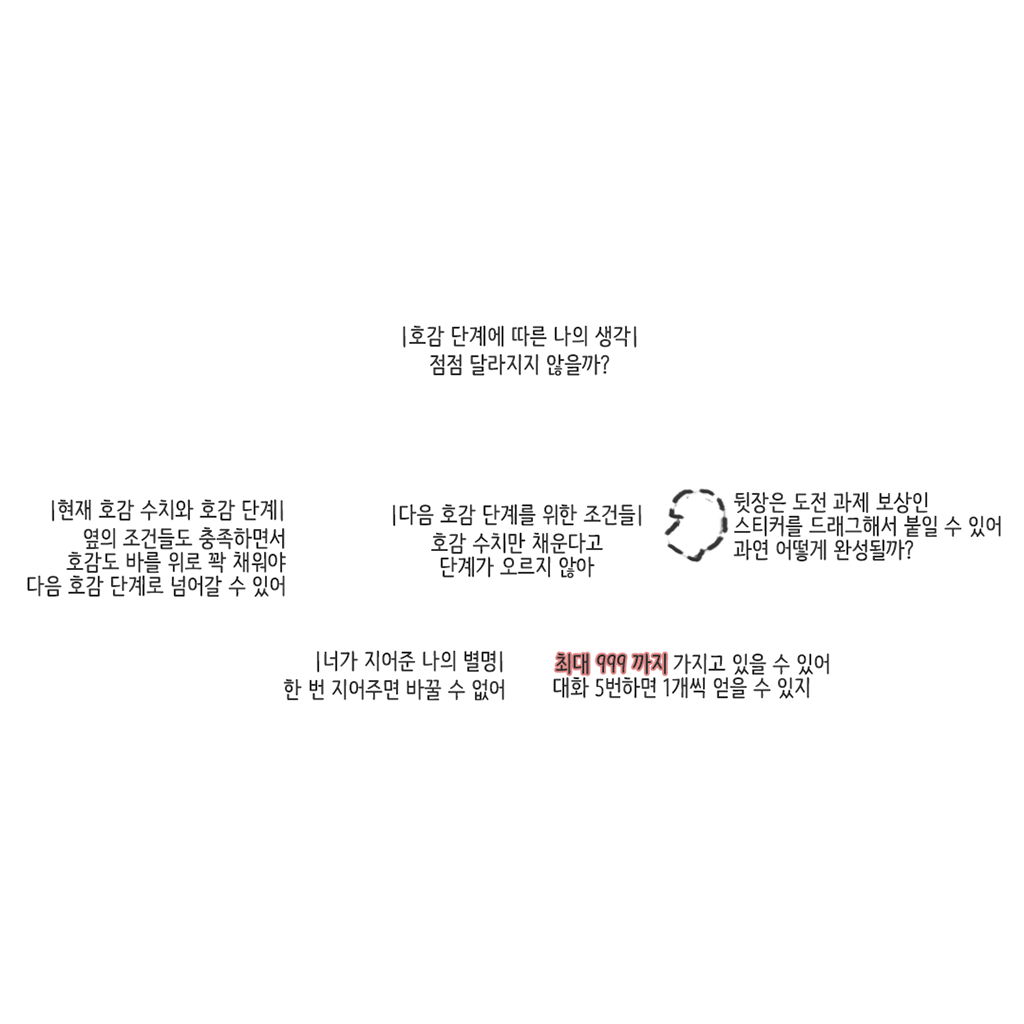 |호감 단계에 따른 나의 생각|
점점 달라지지 않을까?
|현재 호감 수치와 호감 단계|
옆의 조건들도 충족하면서
호감도 바를 위로 꽉 채워야
다음 호감 단계로 넘어갈 수 있어
|다음 호감 단계를 위한 조건들|
호감 수치만 채운다고
단계가 오르지 않아
뒷장은 도전 과제 보상인
스티커를 드래그해서 붙일 수 있어
과연 어떻게 완성될까?
|너가 지어준 나의 별명|
한 번 지어주면 바꿀 수 없어
최대 999 까지 가지고 있을 수 있어
대화 5번하면 1개씩 얻을 수 있지